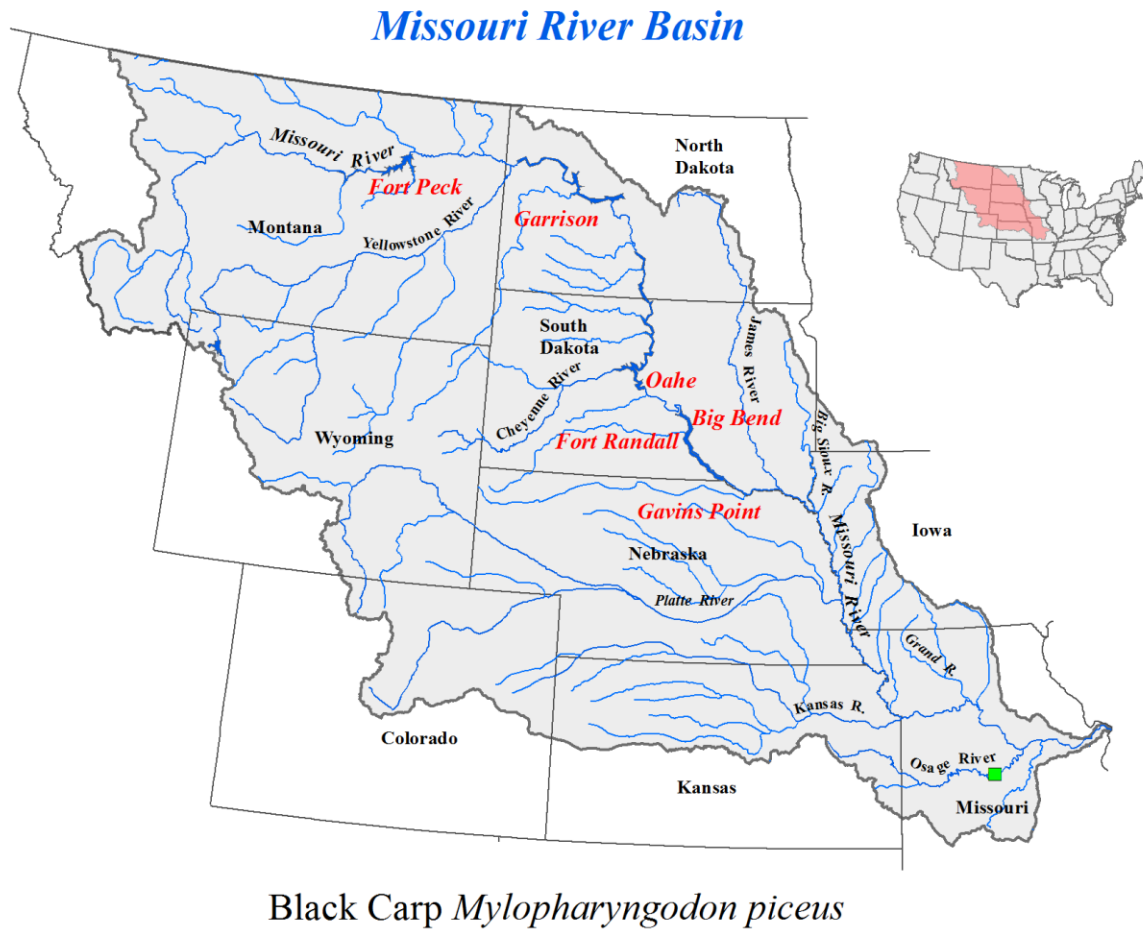 Missouri River Basin
North
Dakota
Missouri River
Fort Peck
Garrison
Montana
Yellowstone River
South
Dakota
James River
Oahe
Cheyenne River
Big Bend
Big Sioux R.
Wyoming
Fort Randall
Gavins Point
Missouri River
Iowa
Nebraska
Platte River
Grand R.
Kansas R.
Colorado
Osage River
Kansas
Missouri
Black Carp Mylopharyngodon piceus